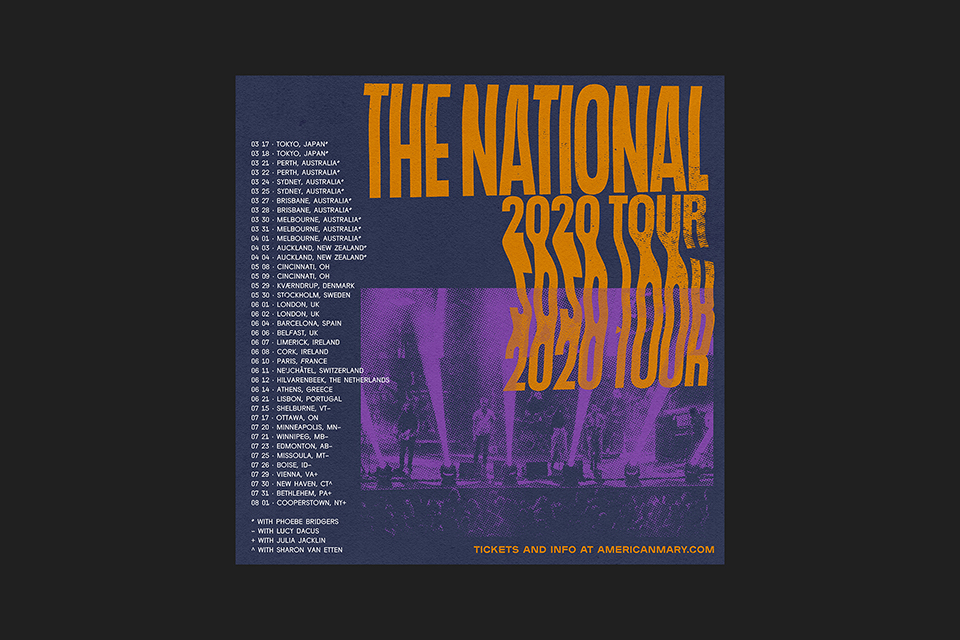 THE NATIONAL
2020 TOUR
2020 TOUR
2020 TOUR
03 17 · TOKYO, JAPAN*
03 18 · TOKYO, JAPAN*
03 21 · PERTH, AUSTRALIA*
03 22 · PERTH, AUSTRALIA*
03 24 · SYDNEY, AUSTRALIA*
03 25 · SYDNEY, AUSTRALIA*
03 27 · BRISBANE, AUSTRALIA*
03 28 · BRISBANE, AUSTRALIA*
03 30 · MELBOURNE, AUSTRALIA*
03 31 · MELBOURNE, AUSTRALIA*
04 01 · MELBOURNE, AUSTRALIA*
04 03 · AUCKLAND, NEW ZEALAND*
04 04 · AUCKLAND, NEW ZEALAND*
05 08 · CINCINNATI, OH
05 09 · CINCINNATI, OH
05 29 · KVÆRNDRUP, DENMARK
05 30 · STOCKHOLM, SWEDEN
06 01 · LONDON, UK
06 02 · LONDON, UK
06 04 · BARCELONA, SPAIN
06 06 · BELFAST, UK
06 07 · LIMERICK, IRELAND
06 08 · CORK, IRELAND
06 10 · PARIS, FRANCE
06 11 · NEUCHÂTEL, SWITZERLAND
06 12 · HILVARENBEEK, THE NETHERLANDS
06 14 · ATHENS, GREECE
06 21 · LISBON, PORTUGAL
07 15 · SHELBURNE, VT~
07 17 · OTTAWA, ON
07 20 · MINNEAPOLIS, MN~
07 21 · WINNIPEG, MB~
07 23 · EDMONTON, AB~
07 25 · MISSOULA, MT~
07 26 · BOISE, ID~
07 29 · VIENNA, VA+
07 30 · NEW HAVEN, CT^
07 31 · BETHLEHEM, PA+
08 01 · COOPERSTOWN, NY+
* WITH PHOEBE BRIDGERS
~ WITH LUCY DACUS
+ WITH JULIA JACKLIN
^ WITH SHARON VAN ETTEN
TICKETS AND INFO AT AMERICANMARY.COM